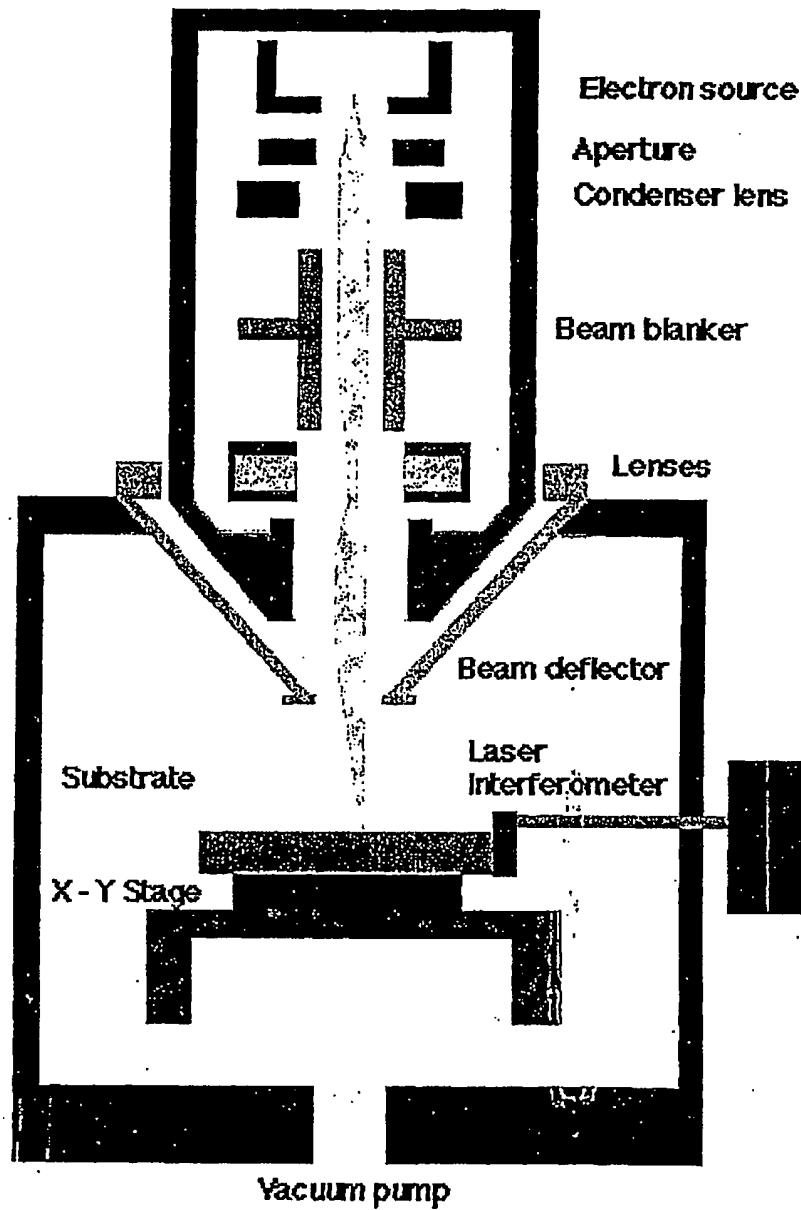 Electron source
Aperture
Condenser lens
Beam blanker
Lenses
Beam deflector
Laser
Interferometer
Substrate
X - Y Stage
Vacuum pump